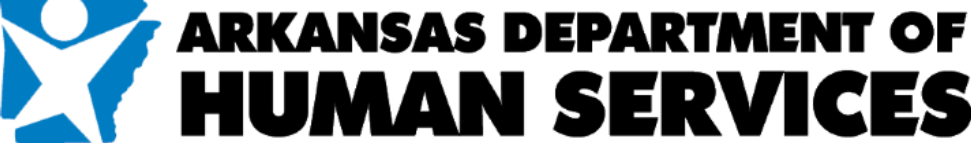 ARKANSAS DEPARTMENT OF
HUMAN SERVICES